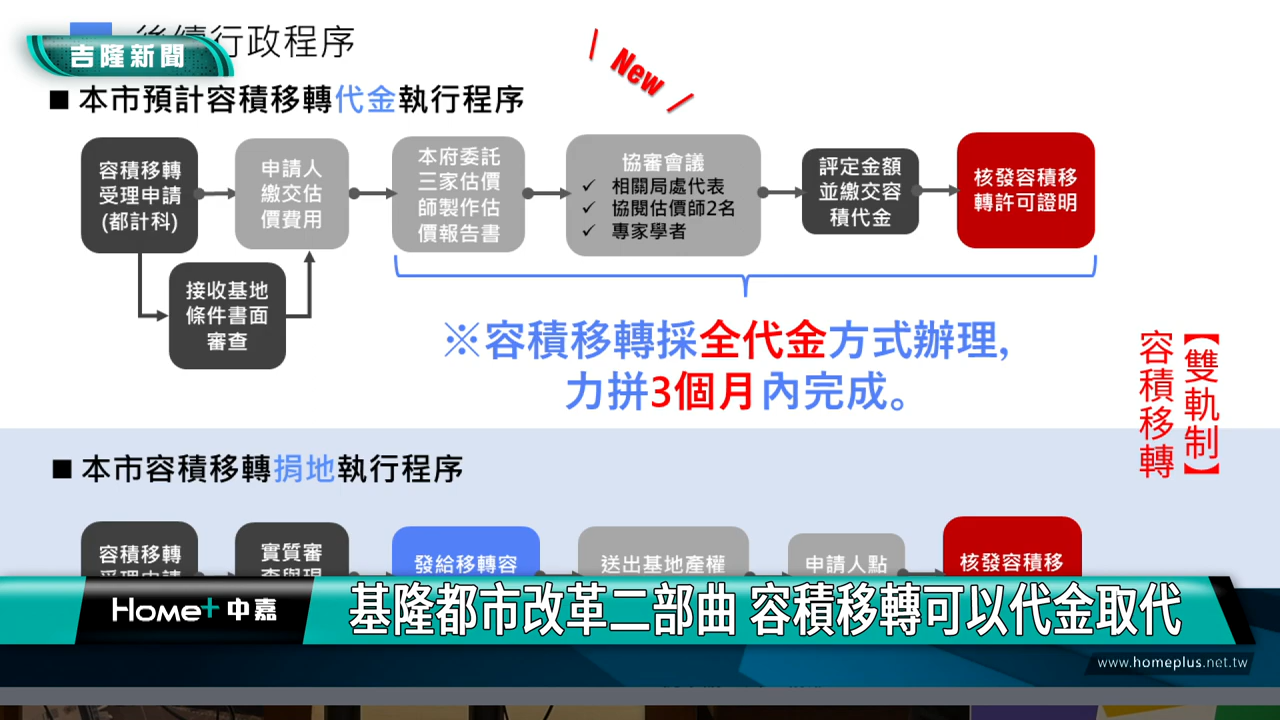 後續行政程序
吉隆新聞
New
■ 本市預計容積移轉代金執行程序
容積移轉
受理申請
(都計科)
申請人
繳交估
價費用
本府委託
三家估價
師製作估
價報告書
協審會議
✓ 相關局處代表
✓ 協閱估價師2名
✓ 專家學者
評定金額
並繳交容
積代金
核發容積移
轉許可證明
接收基地
條件書面
審查
※容積移轉採全代金方式辦理,
力拼3個月內完成。
【雙軌制】
容積移轉
■ 本市容積移轉捐地執行程序
容積移轉
受理申請
實質審
發給移轉容
送出基地產權
申請人點
核發容積移
Home+ 中嘉
基隆都市改革二部曲 容積移轉可以代金取代
www.homeplus.net.tw